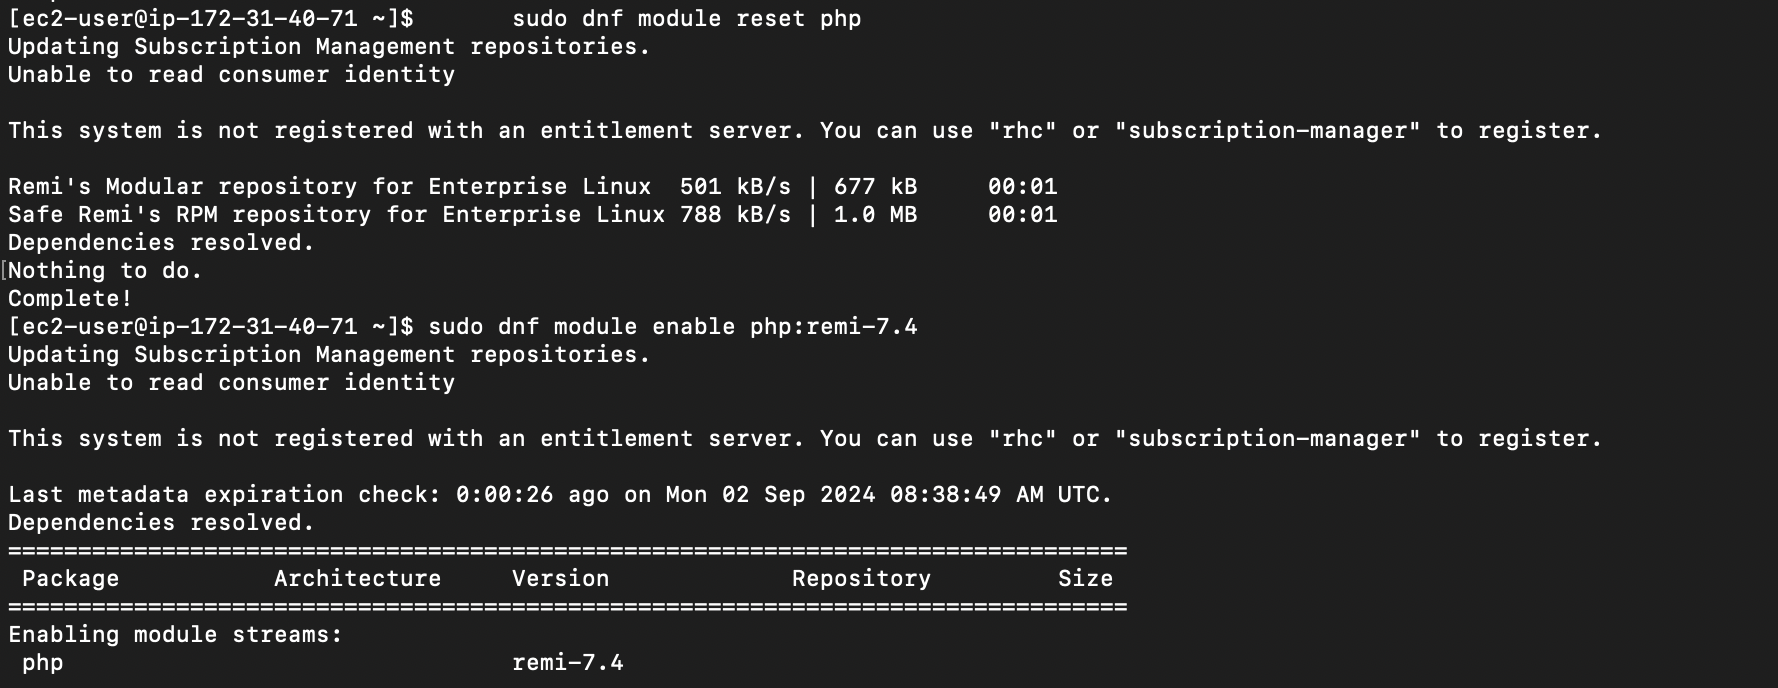 [ec2-user@ip-172-31-40-71 ~]$       sudo dnf module reset php
Updating Subscription Management repositories.
Unable to read consumer identity

This system is not registered with an entitlement server. You can use "rhc" or "subscription-manager" to register.

Remi's Modular repository for Enterprise Linux  501 kB/s | 677 kB     00:01
Safe Remi's RPM repository for Enterprise Linux 788 kB/s | 1.0 MB     00:01
Dependencies resolved.
Nothing to do.
Complete!
[ec2-user@ip-172-31-40-71 ~]$ sudo dnf module enable php:remi-7.4
Updating Subscription Management repositories.
Unable to read consumer identity

This system is not registered with an entitlement server. You can use "rhc" or "subscription-manager" to register.

Last metadata expiration check: 0:00:26 ago on Mon 02 Sep 2024 08:38:49 AM UTC.
Dependencies resolved.
================================================================================
 Package           Architecture     Version             Repository         Size
================================================================================
Enabling module streams:
 php                                remi-7.4